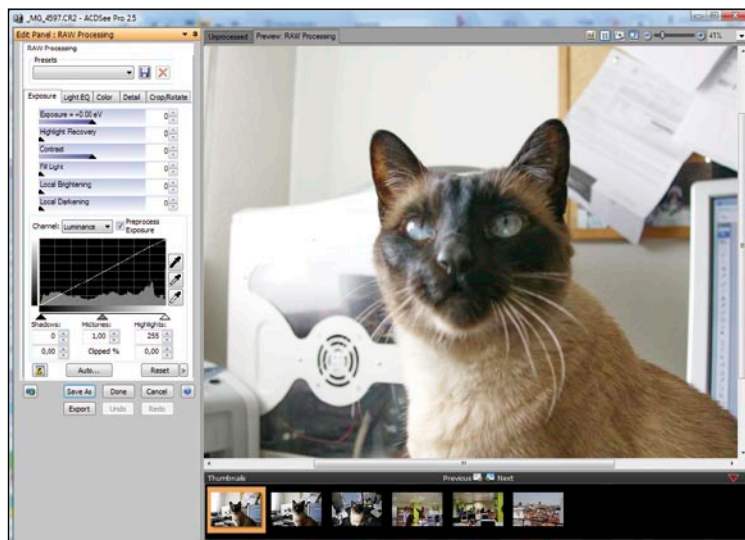 _MG_4597.CR2 - ACDSee Pro 2.5
Edit Panel : RAW Processing
RAW Processing
Presets
Exposure Light EQ Color Detail Crop/Rotate
Exposure = +0.00 eV 0
Highlight Recovery 0
Contrast 0
Fill Light 0
Local Brightening 0
Local Darkening 0
Channel: Luminance Preprocess Exposure
Shadows: Midtones: Highlights:
0 1,00 255
0,00 Clipped % 0,00
Auto... Reset >
Save As Done Cancel
Export Undo Redo
Unprocessed Preview: RAW Processing 41%
Thumbnails Previous Next